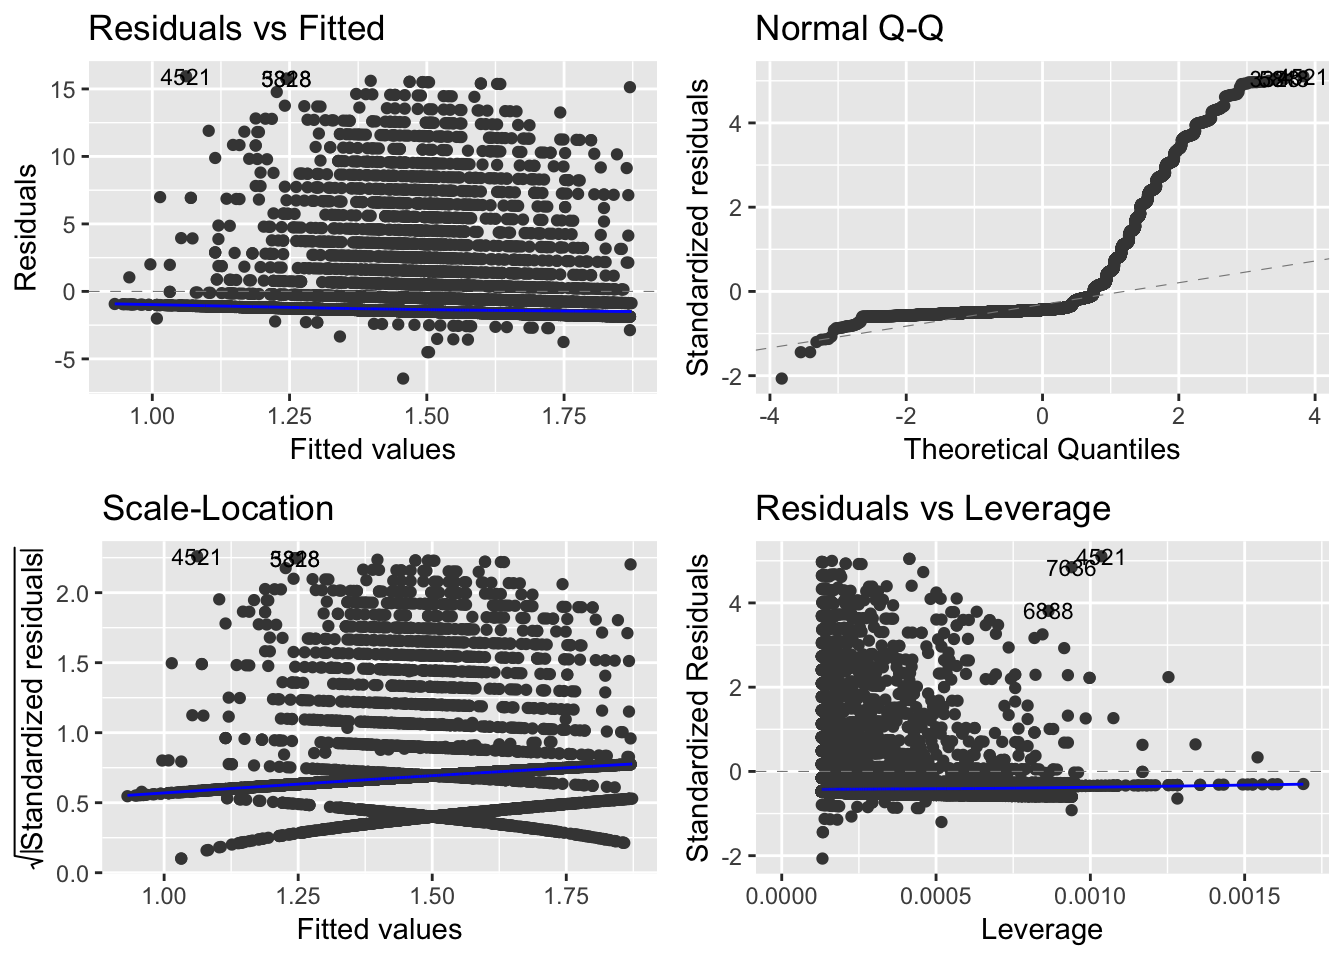 Residuals vs Fitted
4521
15
10
5
0
-5
Residuals
1.00 1.25 1.50 1.75
Fitted values
Normal Q-Q
4521
4
2
0
-2
Standardized residuals
-4 -2 0 2 4
Theoretical Quantiles
Scale-Location
4521
2.0
1.5
1.0
0.5
0.0
√|Standardized residuals|
1.00 1.25 1.50 1.75
Fitted values
Residuals vs Leverage
4521
7686
6888
4
2
0
-2
Standardized Residuals
0.0000 0.0005 0.0010 0.0015
Leverage